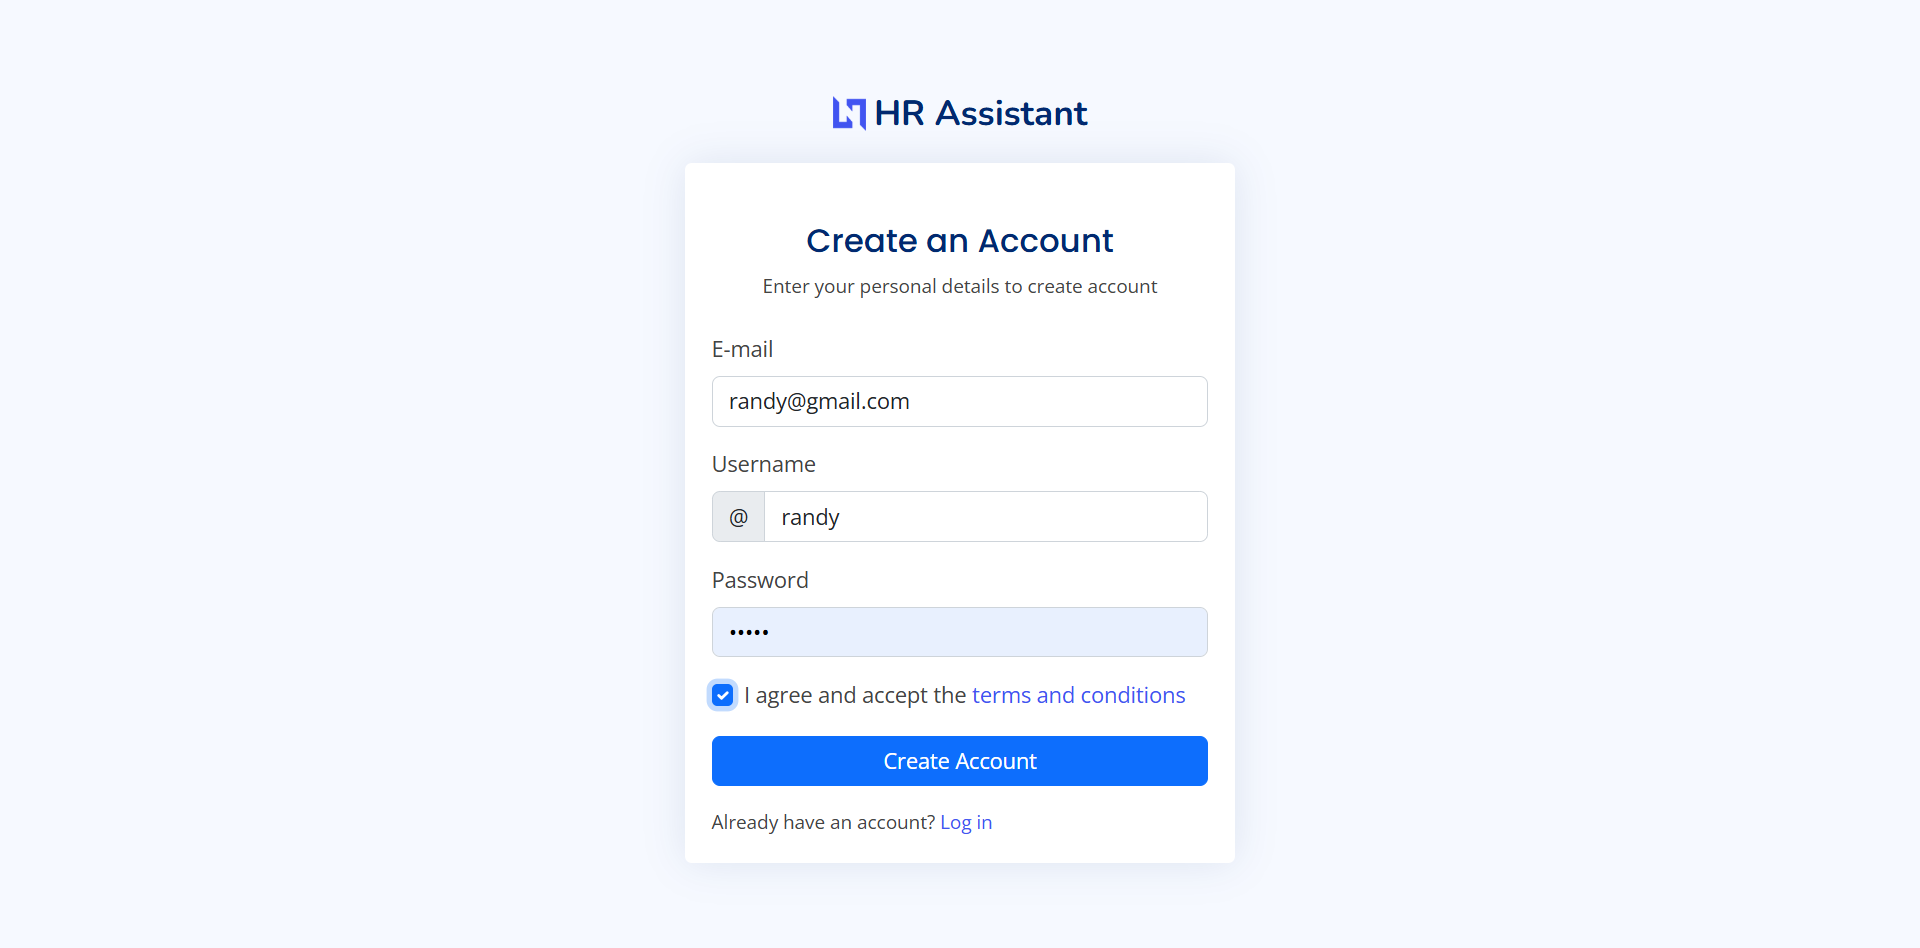 HR Assistant
Create an Account
Enter your personal details to create account
E-mail
randy@gmail.com
Username
@ randy
Password
•••••
I agree and accept the terms and conditions
Create Account
Already have an account? Log in